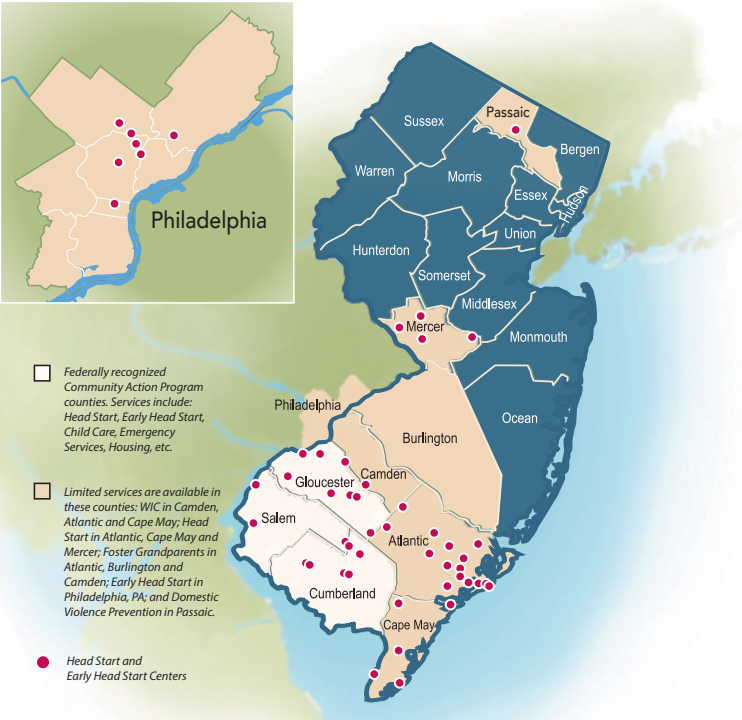 Philadelphia
Sussex
Passaic
Bergen
Warren
Morris
Essex
Hudson
Union
Hunterdon
Somerset
Middlesex
Mercer
Monmouth
Philadelphia
Ocean
Burlington
Camden
Gloucester
Salem
Atlantic
Cumberland
Cape May
Federally recognized
Community Action Program
counties. Services include:
Head Start, Early Head Start,
Child Care, Emergency
Services, Housing, etc.
Limited services are available in
these counties: WIC in Camden,
Atlantic and Cape May; Head
Start in Atlantic, Cape May and
Mercer; Foster Grandparents in
Atlantic, Burlington and
Camden; Early Head Start in
Philadelphia, PA; and Domestic
Violence Prevention in Passaic.
Head Start and
Early Head Start Centers